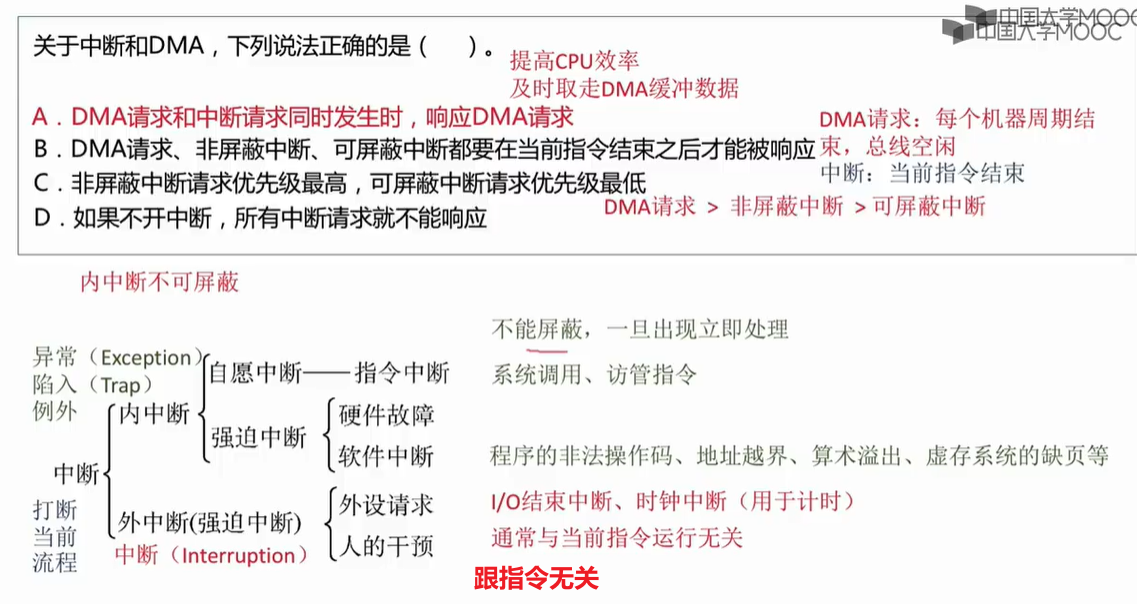 中国大学MOOC
中国大学MOOC
关于中断和DMA，下列说法正确的是（　　）。
提高CPU效率
及时取走DMA缓冲数据
A．DMA请求和中断请求同时发生时，响应DMA请求
DMA请求：每个机器周期结
束，总线空闲
B．DMA请求、非屏蔽中断、可屏蔽中断都要在当前指令结束之后才能被响应
中断：当前指令结束
C．非屏蔽中断请求优先级最高，可屏蔽中断请求优先级最低
DMA请求 > 非屏蔽中断 > 可屏蔽中断
D．如果不开中断，所有中断请求就不能响应
内中断不可屏蔽
不能屏蔽，一旦出现立即处理
异常（Exception）
陷入（Trap）
例外
自愿中断——指令中断
系统调用、访管指令
内中断
强迫中断
硬件故障
软件中断
程序的非法操作码、地址越界、算术溢出、虚存系统的缺页等
中断
打断
当前
流程
外中断(强迫中断)
中断（Interruption）
外设请求
I/O结束中断、时钟中断（用于计时）
人的干预
通常与当前指令运行无关
跟指令无关